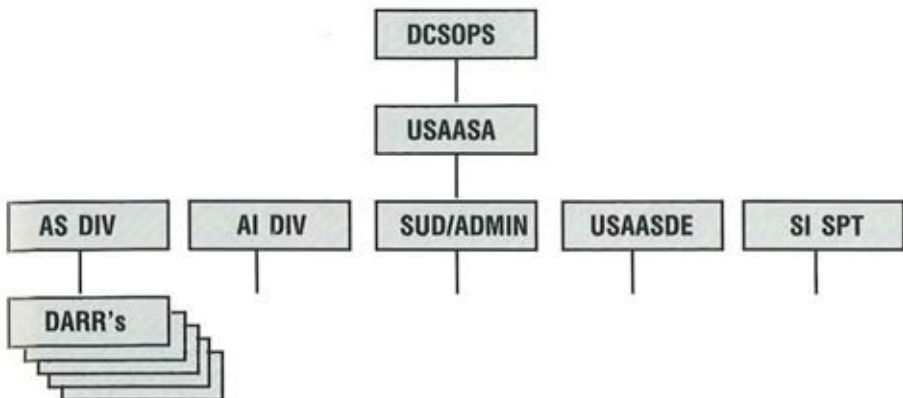 DCSOPS
USAASA
AS DIV
AI DIV
SUD/ADMIN
USAASDE
SI SPT
DARR's